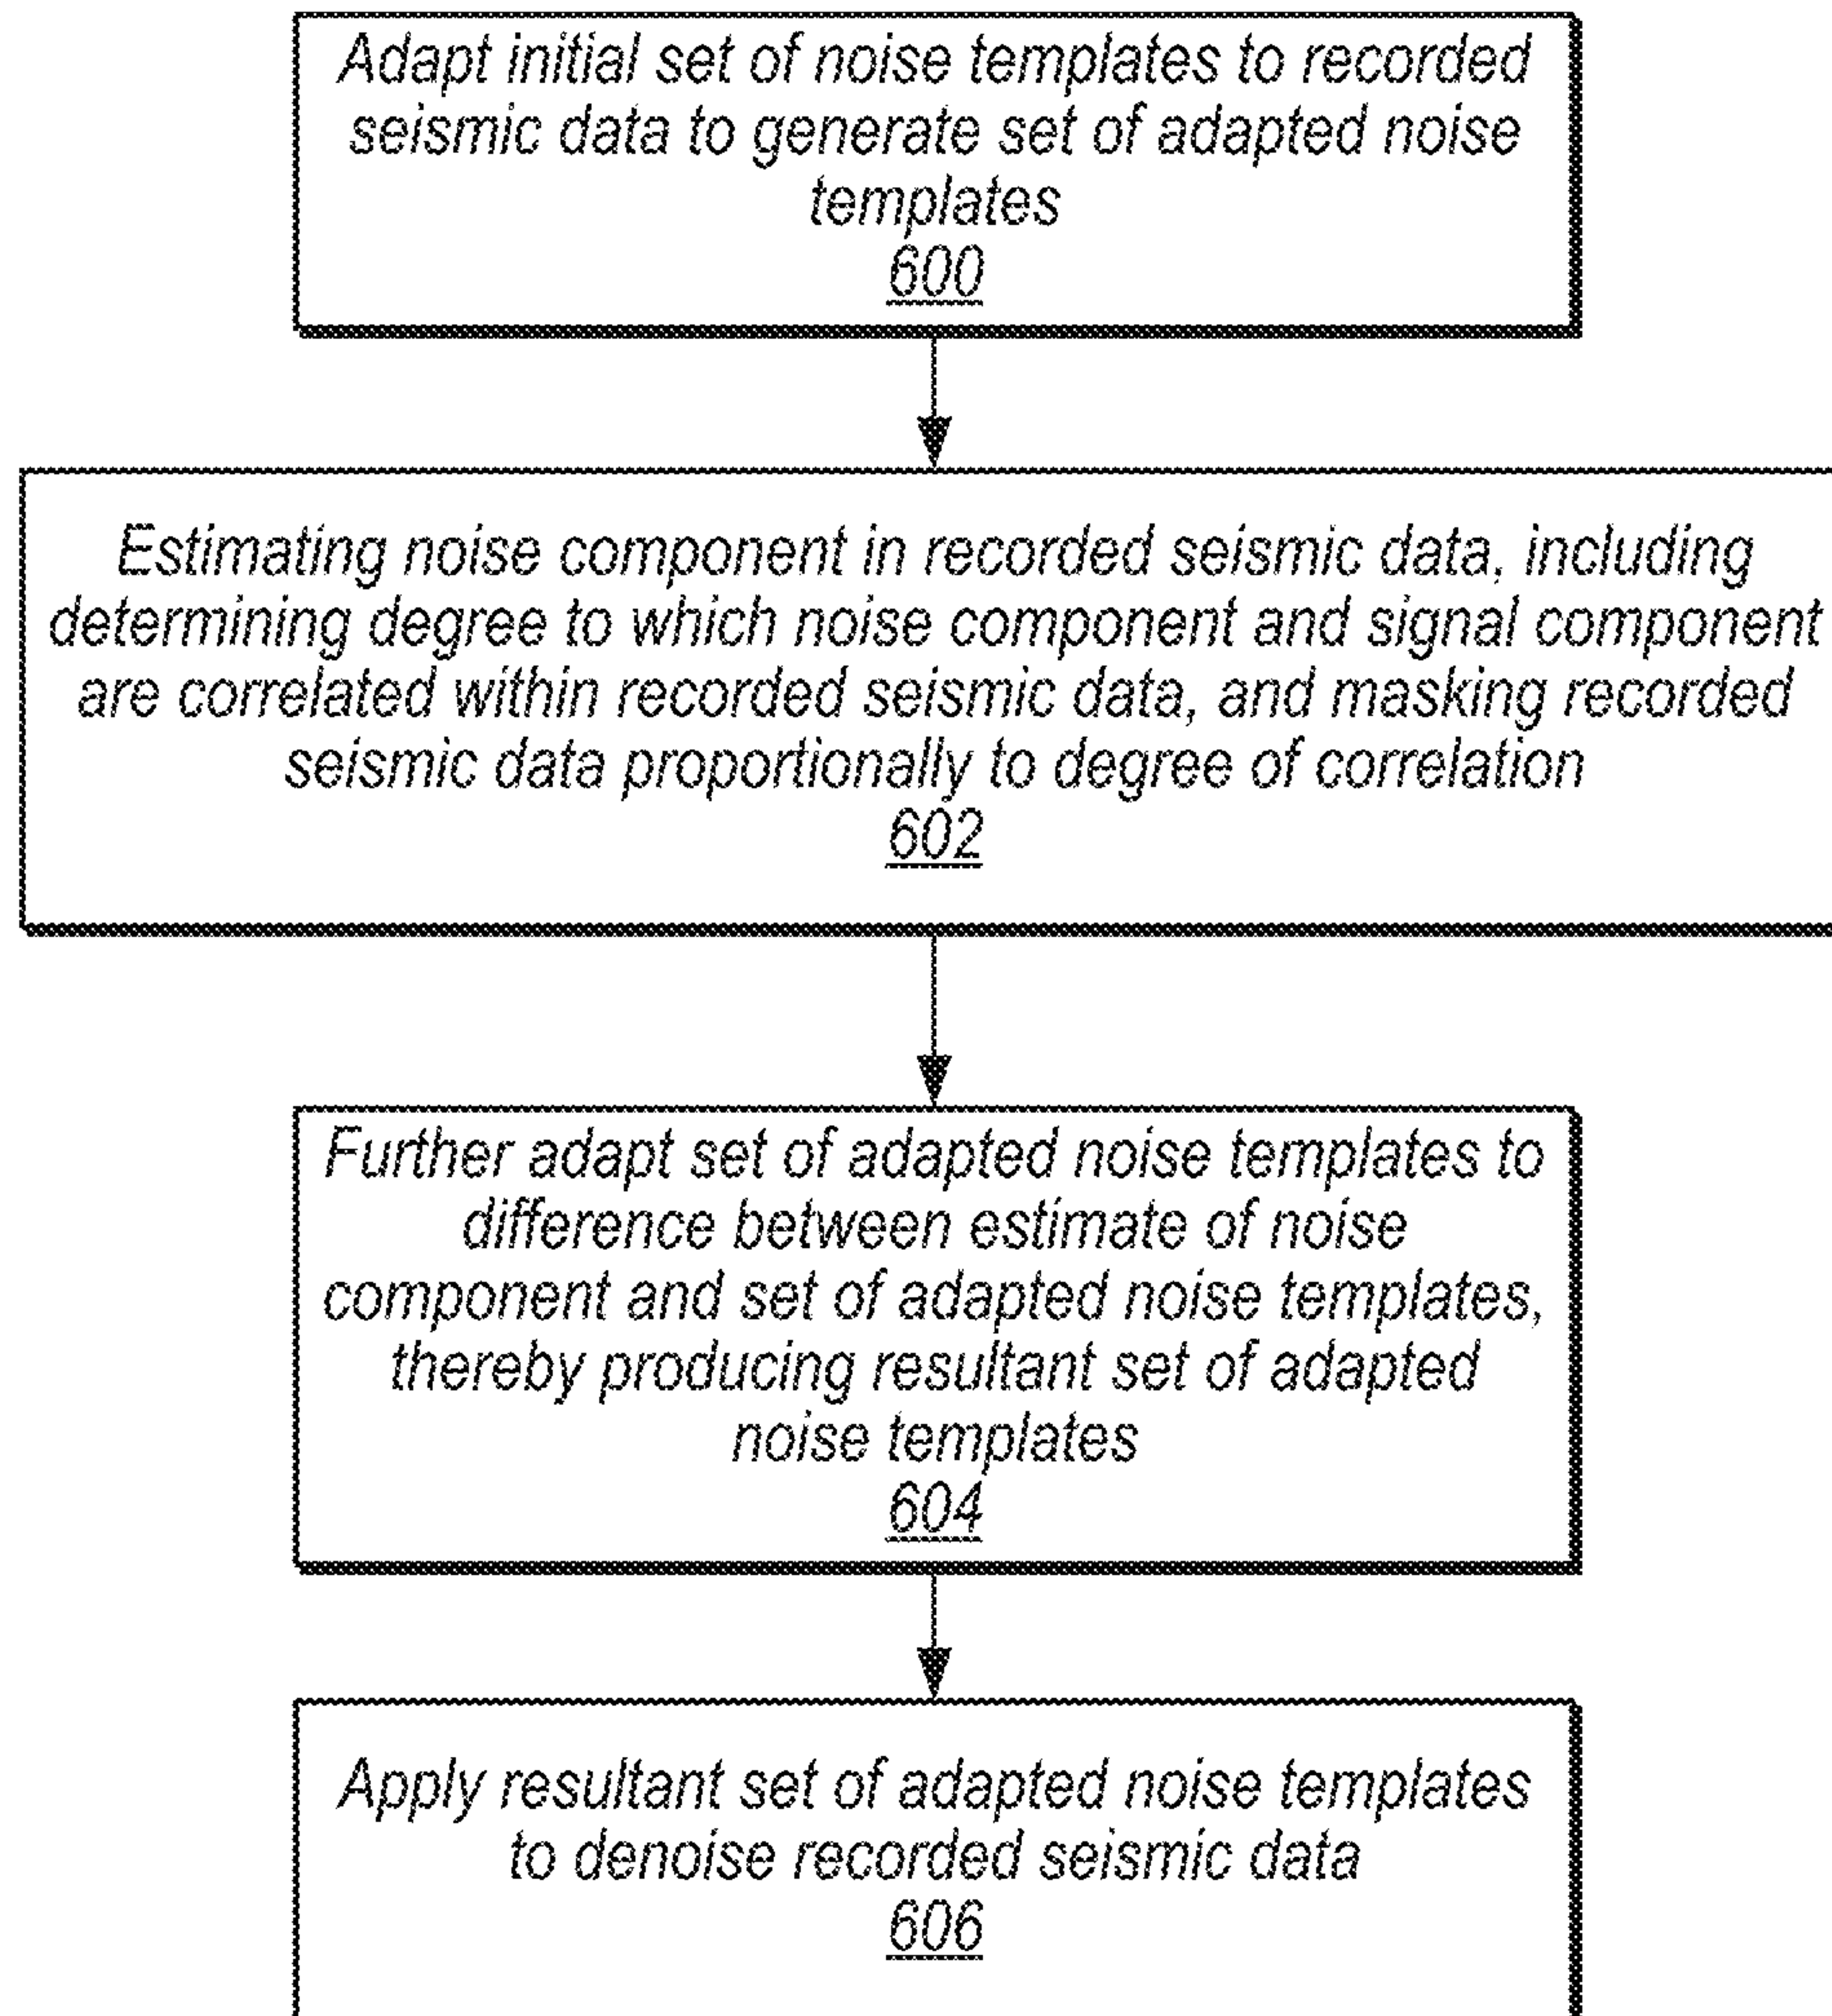 Adapt initial set of noise templates to recorded
seismic data to generate set of adapted noise
templates
600
Estimating noise component in recorded seismic data, including
determining degree to which noise component and signal component
are correlated within recorded seismic data, and masking recorded
seismic data proportionally to degree of correlation
602
Further adapt set of adapted noise templates to
difference between estimate of noise
component and set of adapted noise templates,
thereby producing resultant set of adapted
noise templates
604
Apply resultant set of adapted noise templates
to denoise recorded seismic data
606